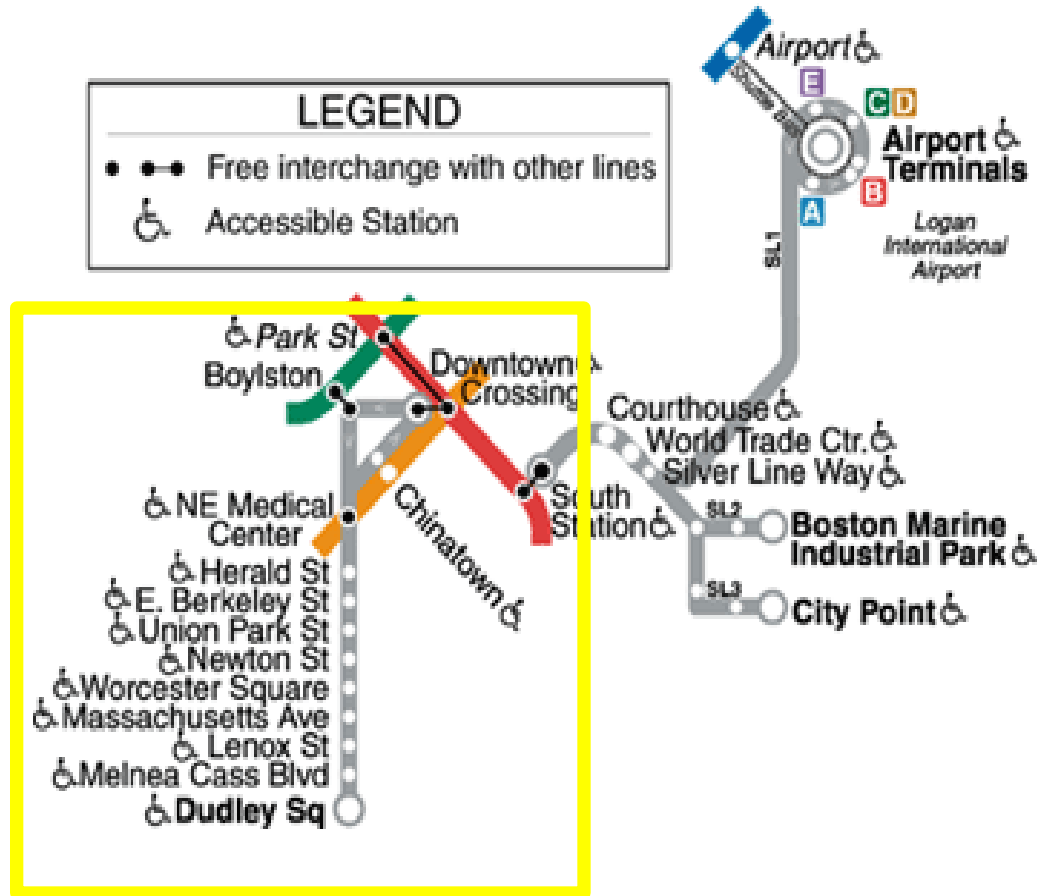 Airport
Shuttle Bus
E
C D
Airport
Terminals
B
A
Logan
International
Airport
SL1
LEGEND
Free interchange with other lines
Accessible Station
Park St
Boylston
Downtown
Crossing
Courthouse
World Trade Ctr.
Silver Line Way
NE Medical
Center
Chinatown
South
Station
SL2
Boston Marine
Industrial Park
SL3
City Point
Herald St
E. Berkeley St
Union Park St
Newton St
Worcester Square
Massachusetts Ave
Lenox St
Melnea Cass Blvd
Dudley Sq